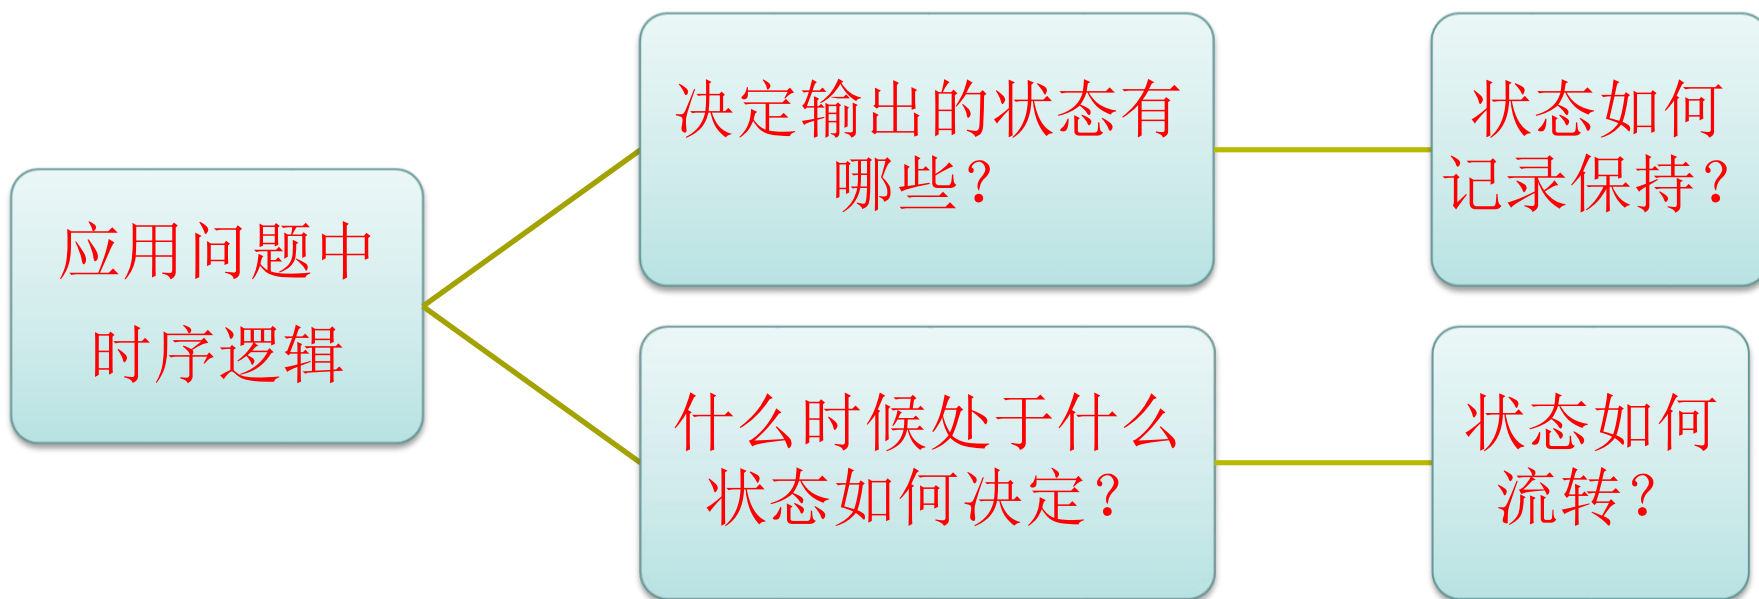 应用问题中
时序逻辑
决定输出的状态有
哪些？
状态如何
记录保持？
什么时候处于什么
状态如何决定？
状态如何
流转？